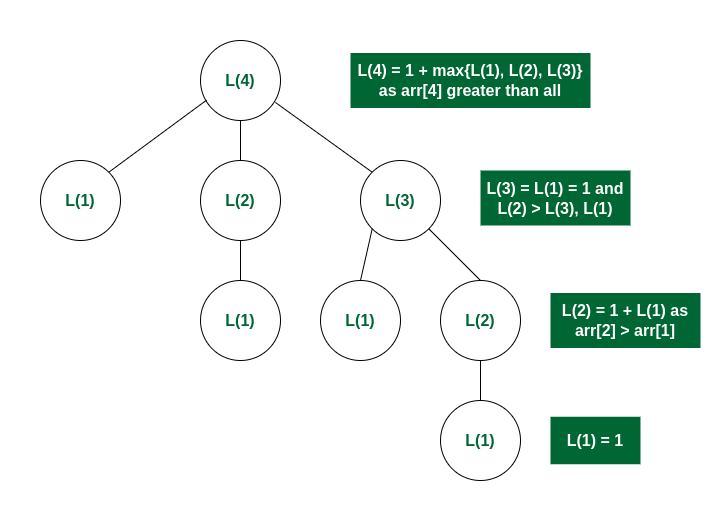 L(4)
L(4) = 1 + max{L(1), L(2), L(3)}
as arr[4] greater than all
L(1)
L(2)
L(3)
L(3) = L(1) = 1 and
L(2) > L(3), L(1)
L(1)
L(1)
L(2)
L(2) = 1 + L(1) as
arr[2] > arr[1]
L(1)
L(1) = 1